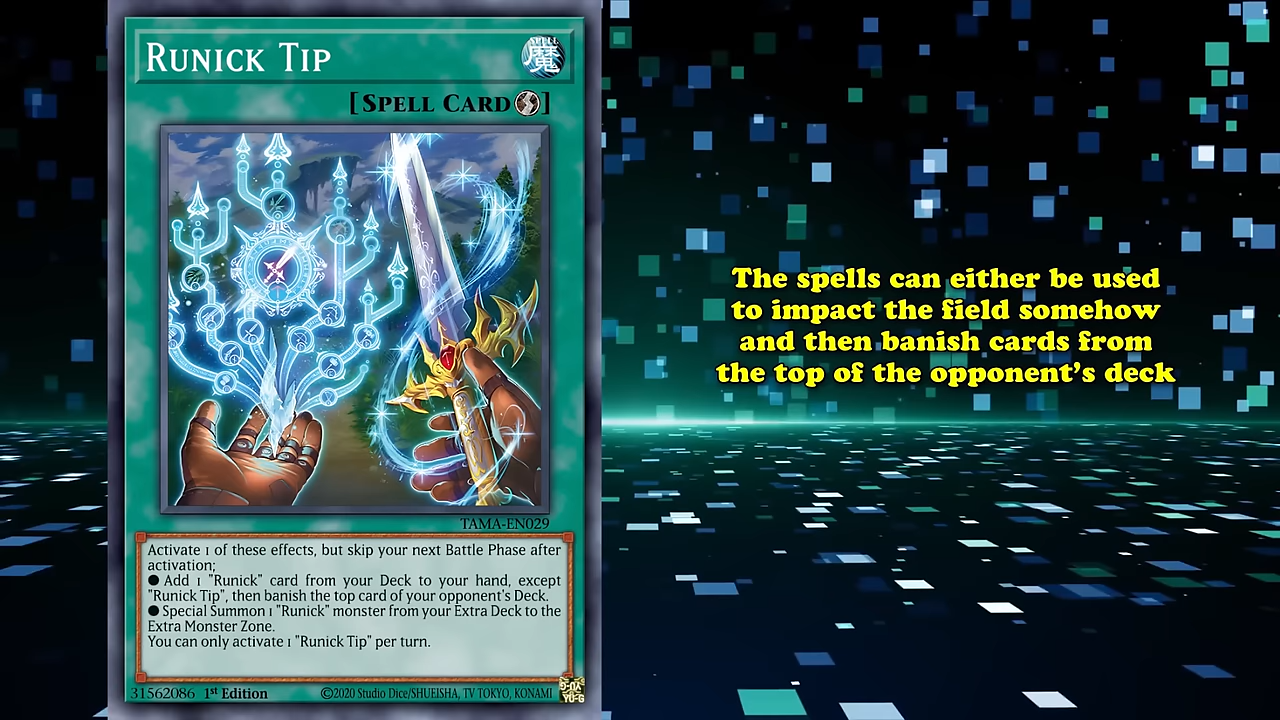 RUNICK TIP
SPELL
魔
[SPELL CARD]
TAMA-EN029
Activate 1 of these effects, but skip your next Battle Phase after
activation;
● Add 1 "Runick" card from your Deck to your hand, except
"Runick Tip", then banish the top card of your opponent's Deck.
● Special Summon 1 "Runick" monster from your Extra Deck to the
Extra Monster Zone.
You can only activate 1 "Runick Tip" per turn.
31562086 1st Edition ©2020 Studio Dice/SHUEISHA, TV TOKYO, KONAMI
The spells can either be used
to impact the field somehow
and then banish cards from
the top of the opponent's deck